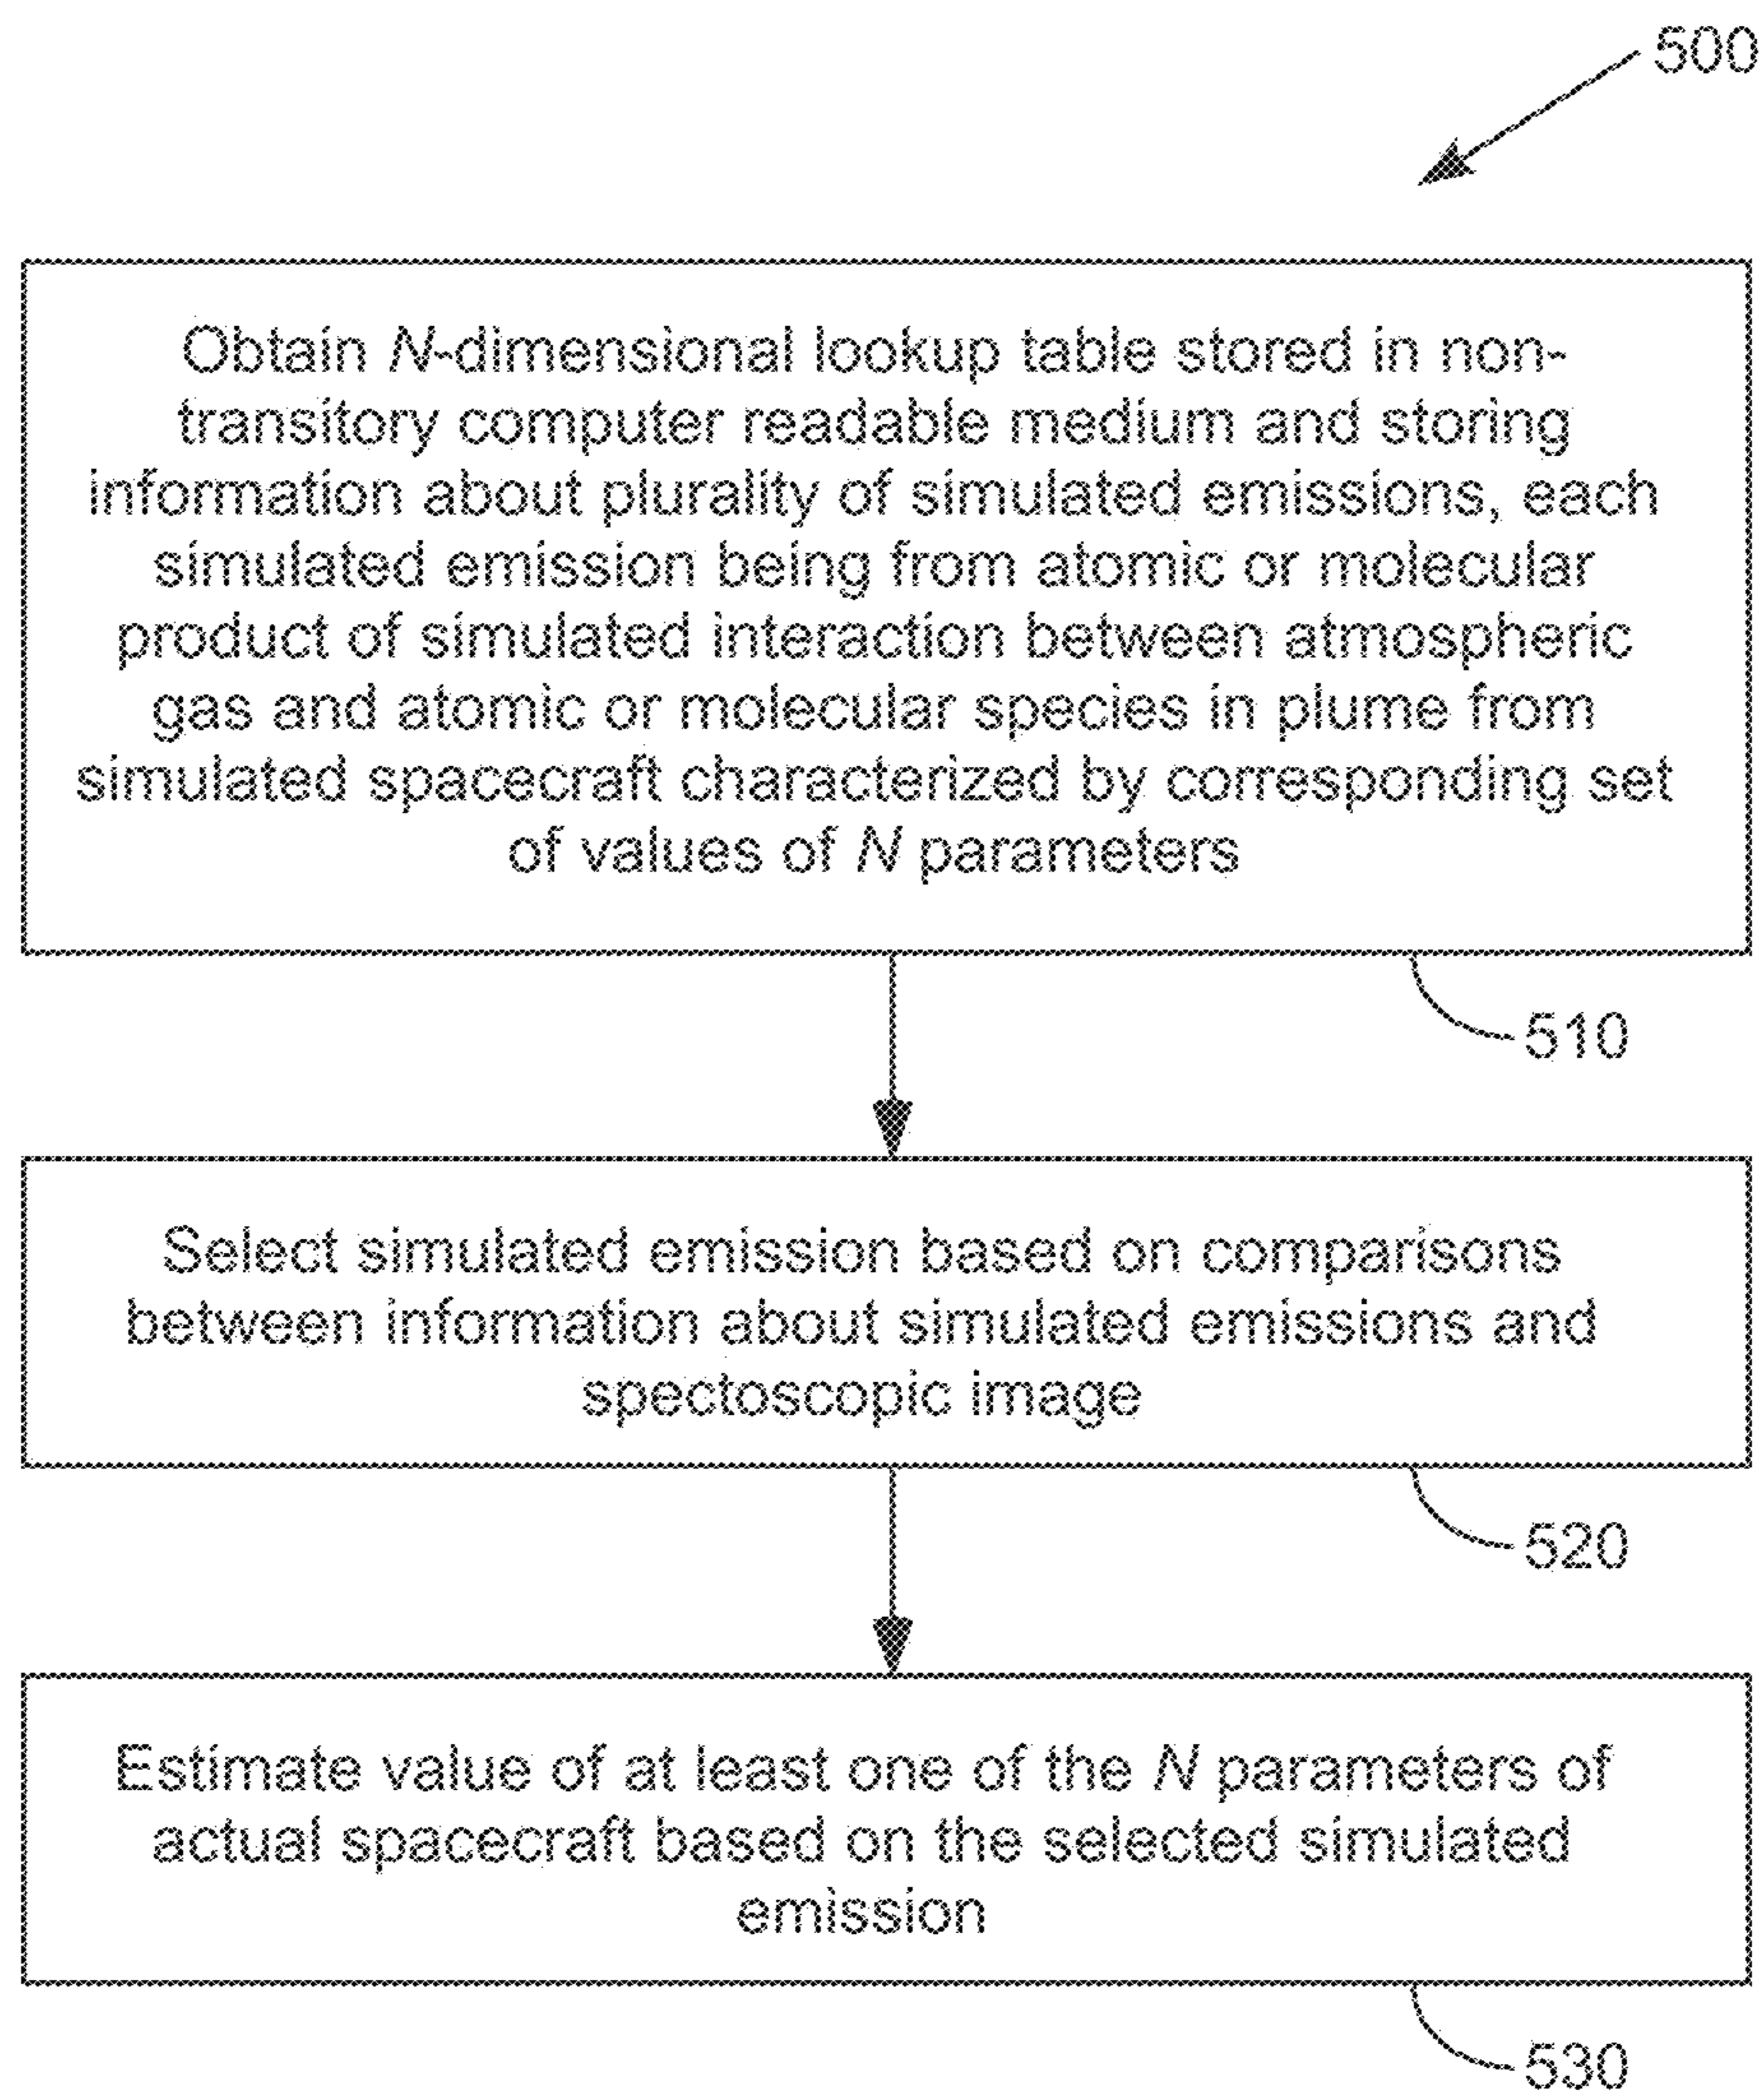 500
Obtain N-dimensional lookup table stored in non-
transitory computer readable medium and storing
information about plurality of simulated emissions, each
simulated emission being from atomic or molecular
product of simulated interaction between atmospheric
gas and atomic or molecular species in plume from
simulated spacecraft characterized by corresponding set
of values of N parameters
510
Select simulated emission based on comparisons
between information about simulated emissions and
spectoscopic image
520
Estimate value of at least one of the N parameters of
actual spacecraft based on the selected simulated
emission
530